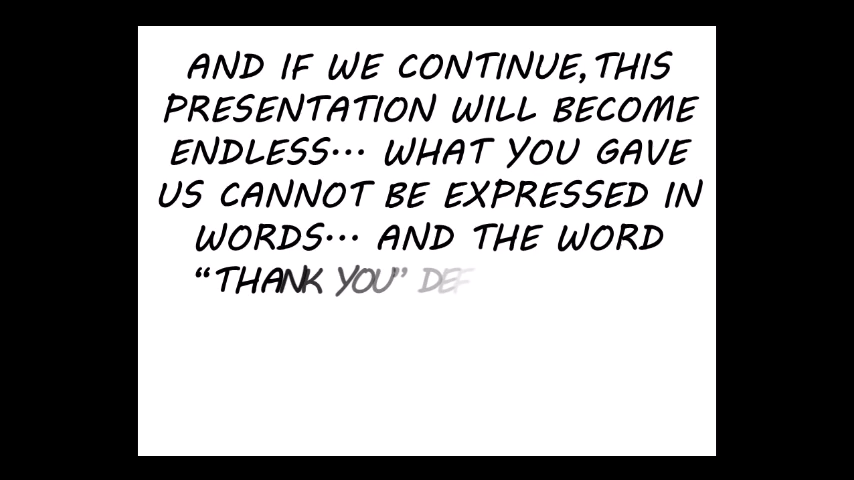 AND IF WE CONTINUE, THIS
PRESENTATION WILL BECOME
ENDLESS... WHAT YOU GAVE
US CANNOT BE EXPRESSED IN
WORDS... AND THE WORD
“THANK YOU”